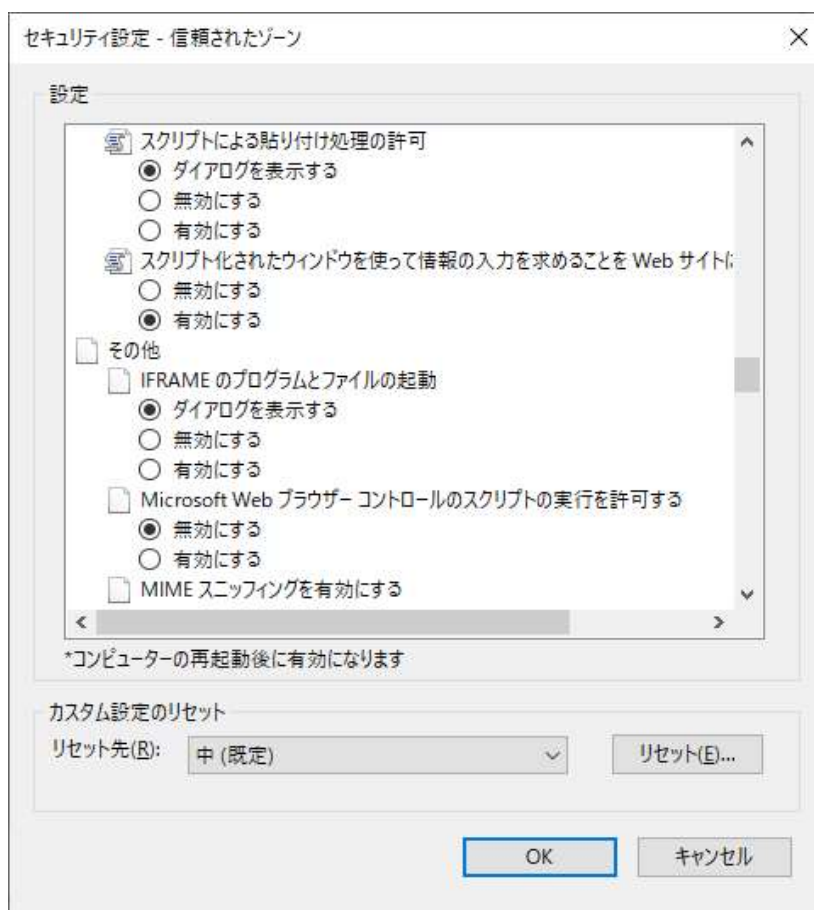 セキュリティ設定 - 信頼されたゾーン
設定
スクリプトによる貼り付け処理の許可
ダイアログを表示する
無効にする
有効にする
スクリプト化されたウィンドウを使って情報の入力を求めることを Web サイトに
無効にする
有効にする
その他
IFRAME のプログラムとファイルの起動
ダイアログを表示する
無効にする
有効にする
Microsoft Web ブラウザー コントロールのスクリプトの実行を許可する
無効にする
有効にする
MIME スニッフィングを有効にする
*コンピューターの再起動後に有効になります
カスタム設定のリセット
リセット先(R): 中 (既定) リセット(E)...
OK キャンセル